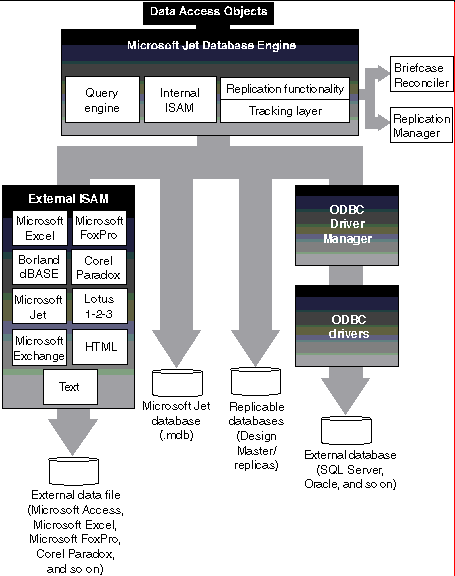 Data Access Objects
Microsoft Jet Database Engine
Query
engine
Internal
ISAM
Replication functionality
Tracking layer
Briefcase
Reconciler
Replication
Manager
External ISAM
Microsoft
Excel
Microsoft
FoxPro
Borland
dBASE
Corel
Paradox
Microsoft
Jet
Lotus
1-2-3
Microsoft
Exchange
HTML
Text
ODBC
Driver
Manager
ODBC
drivers
Microsoft Jet
database
(.mdb)
Replicable
databases
(Design
Master/
replicas)
External database
(SQL Server,
Oracle, and so on)
External data file
(Microsoft Access,
Microsoft Excel,
Microsoft FoxPro,
Corel Paradox,
and so on)